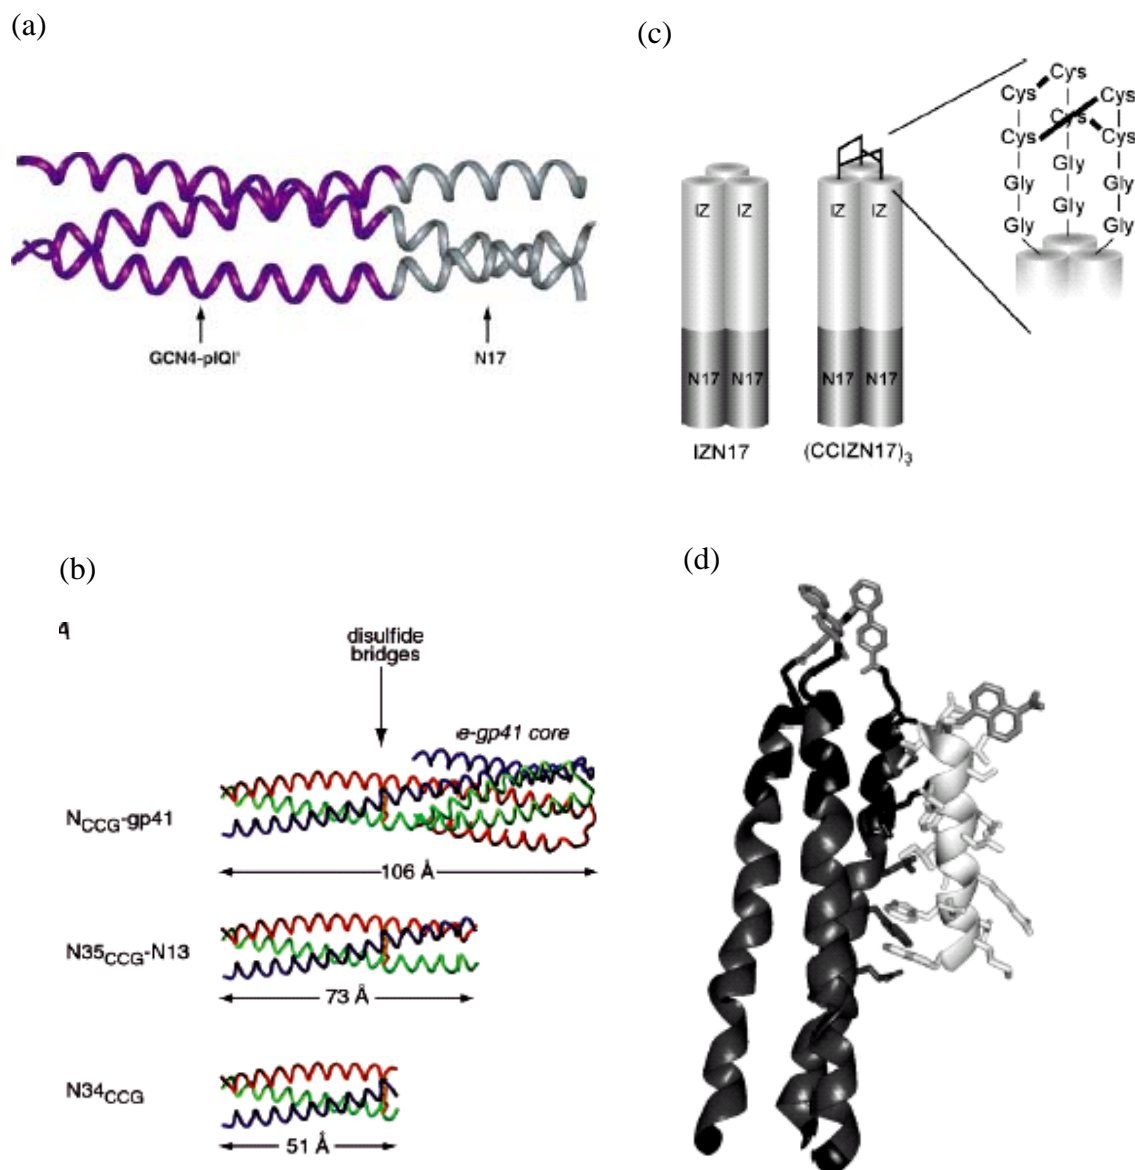 (a)
GCN4-pIQI'
N17
(c)
IZ IZ
N17 N17
IZN17
IZ IZ
N17 N17
(CCIZN17)3
Cys
Cys Cys
Cys Cys Cys
Gly
Gly Gly
Gly Gly Gly
(b)
disulfide
bridges
e-gp41 core
NCCG-gp41
106 Å
N35CCG-N13
73 Å
N34CCG
51 Å
(d)